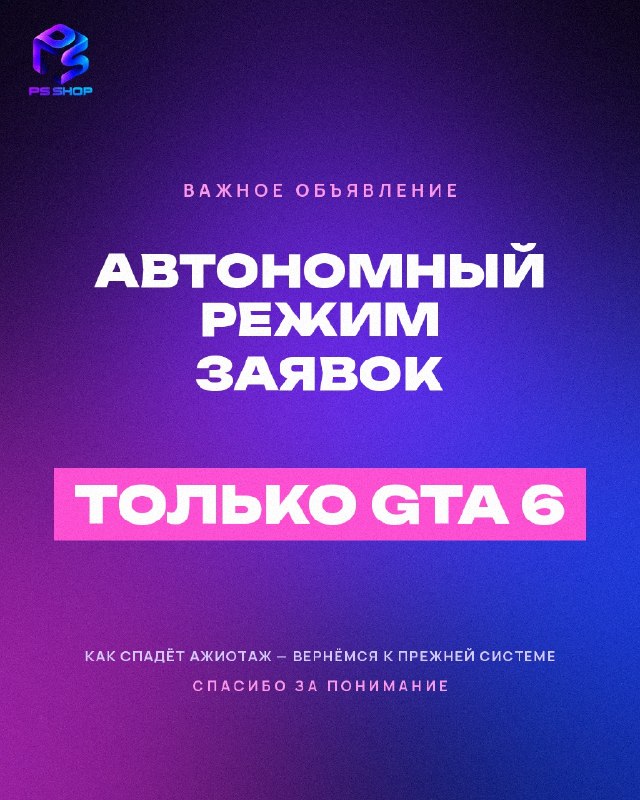 PS SHOP
ВАЖНОЕ ОБЪЯВЛЕНИЕ
АВТОНОМНЫЙ
РЕЖИМ
ЗАЯВОК
ТОЛЬКО GTA 6
КАК СПАДЁТ АЖИОТАЖ — ВЕРНЁМСЯ К ПРЕЖНЕЙ СИСТЕМЕ
СПАСИБО ЗА ПОНИМАНИЕ